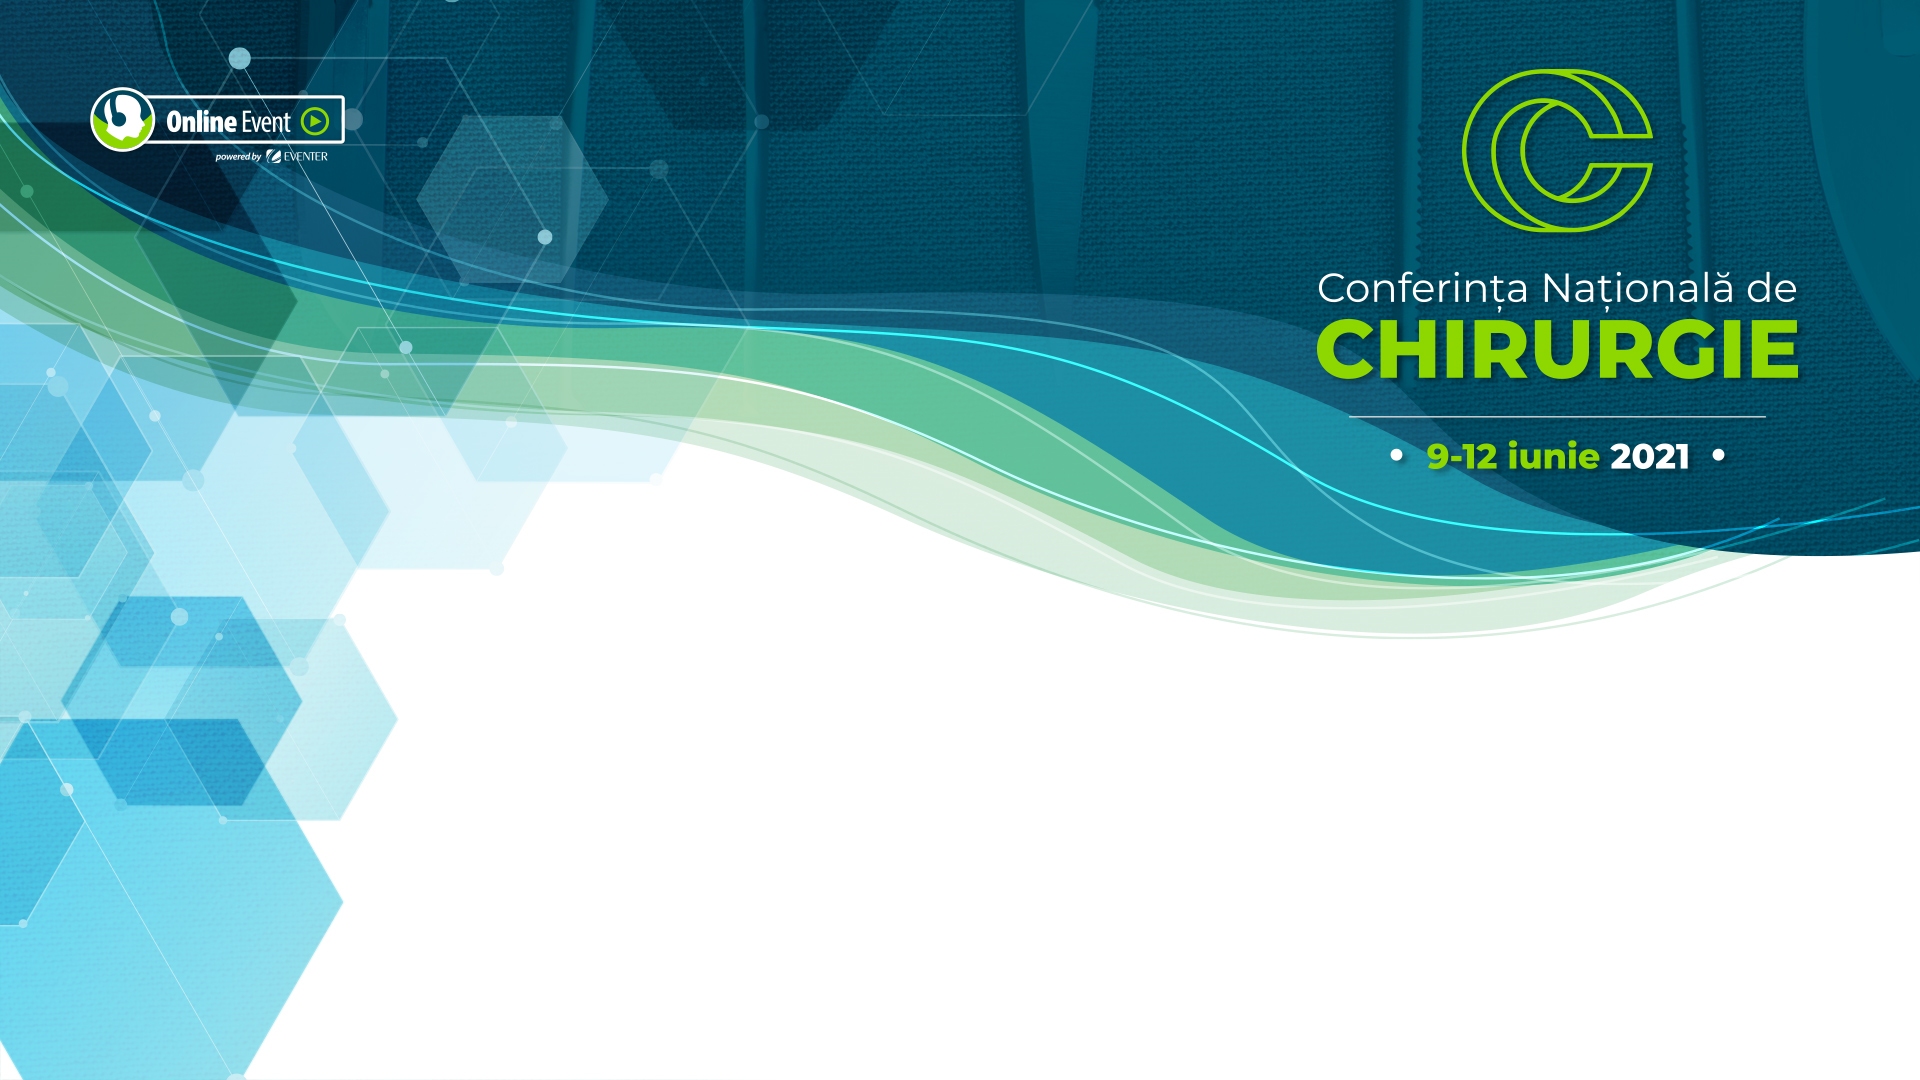 Online Event
powered by EVENTER
Conferința Națională de
CHIRURGIE
• 9-12 iunie 2021 •